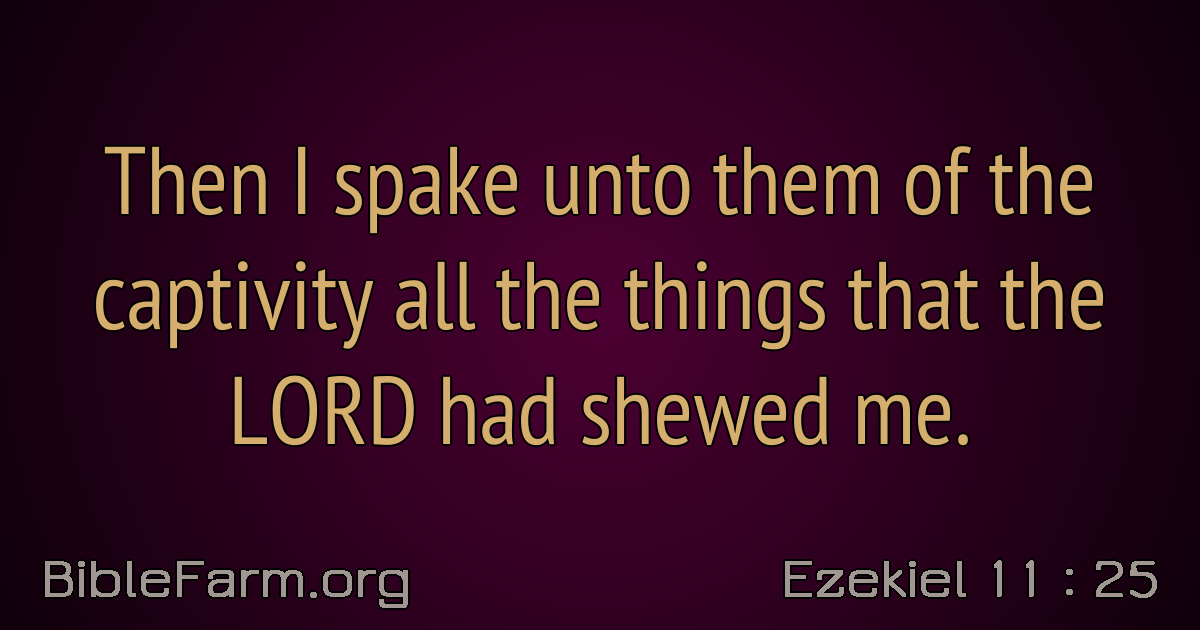 Then I spake unto them of the
captivity all the things that the
LORD had shewed me.
BibleFarm.org
Ezekiel 11 : 25